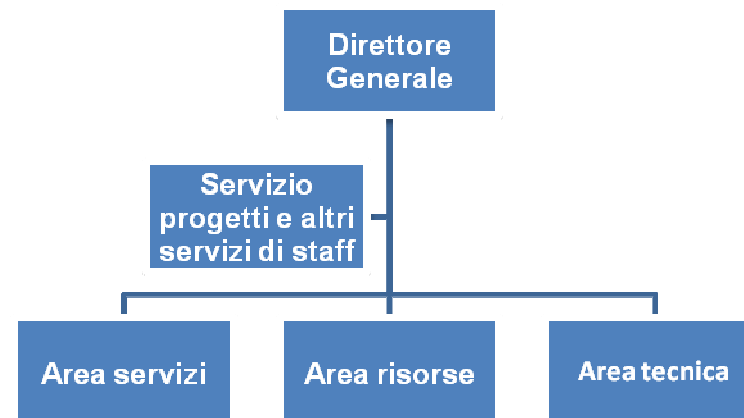 Direttore
Generale
Servizio
progetti e altri
servizi di staff
Area servizi
Area risorse
Area tecnica